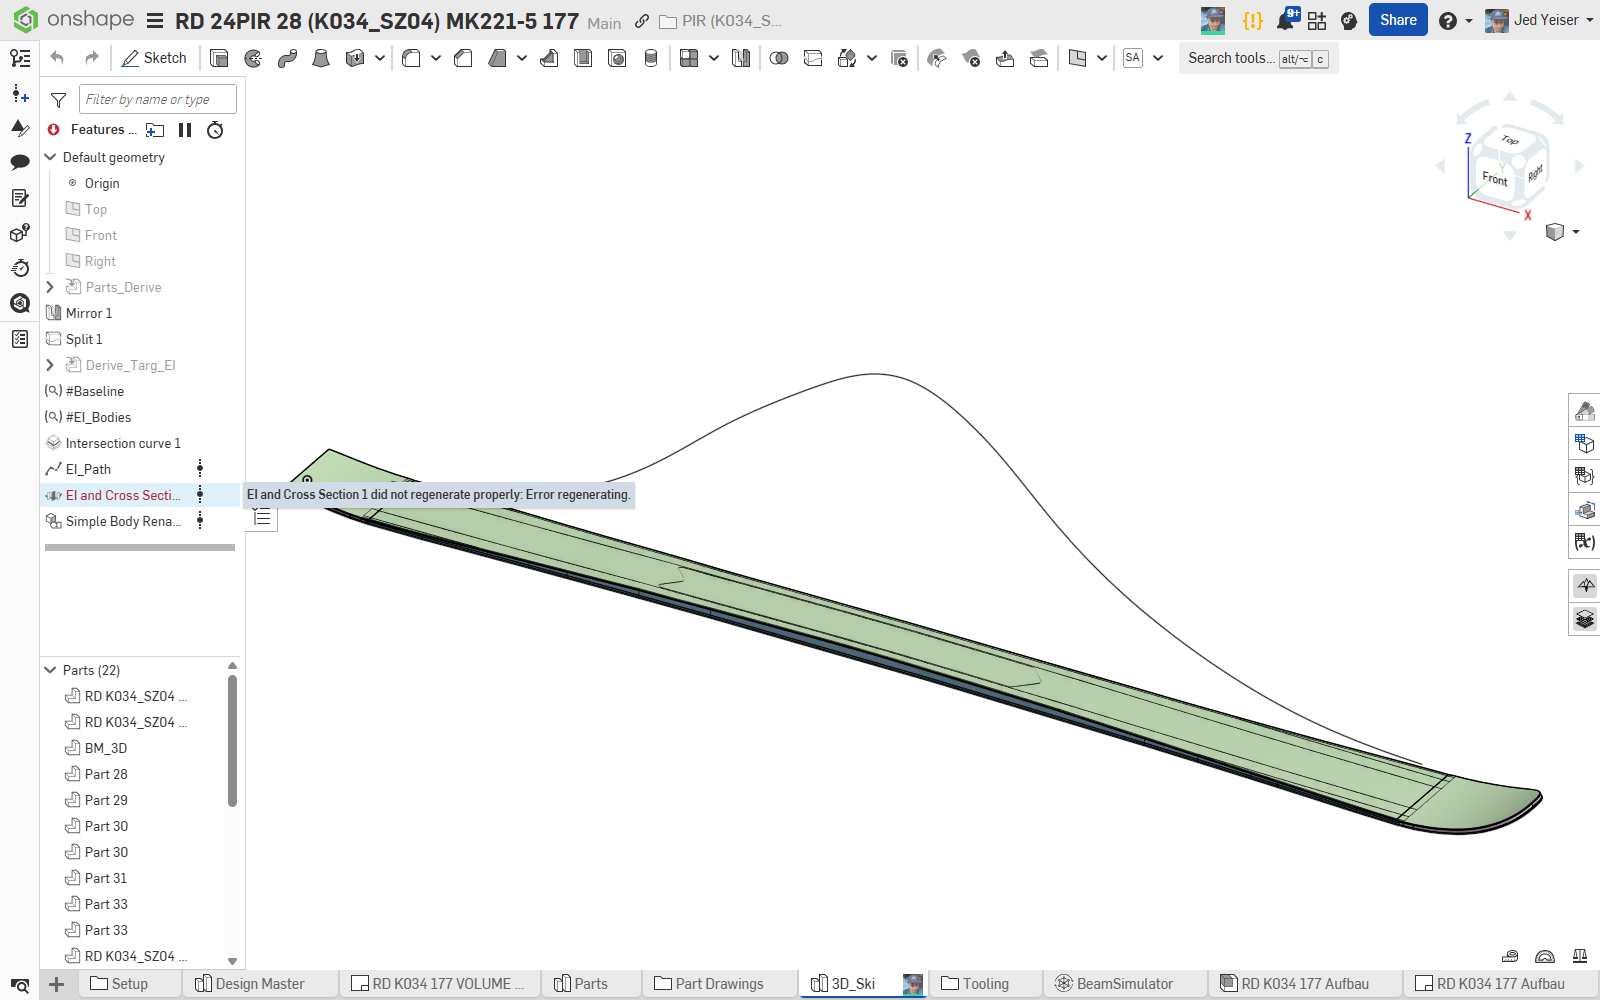 onshape RD 24PIR 28 (K034_SZ04) MK221-5 177 Main PIR (K034_S... 9+ Share Jed Yeiser
Sketch SA Search tools... alt/⌥ c
Filter by name or type
Features ...
Default geometry
Origin
Top
Front
Right
Parts_Derive
Mirror 1
Split 1
Derive_Targ_EI
#Baseline
#EI_Bodies
Intersection curve 1
EI_Path
EI and Cross Secti...
EI and Cross Section 1 did not regenerate properly: Error regenerating.
Simple Body Rena...
Parts (22)
RD K034_SZ04 ...
RD K034_SZ04 ...
BM_3D
Part 28
Part 29
Part 30
Part 30
Part 31
Part 33
Part 33
RD K034_SZ04 ...
Z
Top
Y
Front
Right
X
Setup Design Master RD K034 177 VOLUME ... Parts Part Drawings 3D_Ski Tooling BeamSimulator RD K034 177 Aufbau RD K034 177 Aufbau